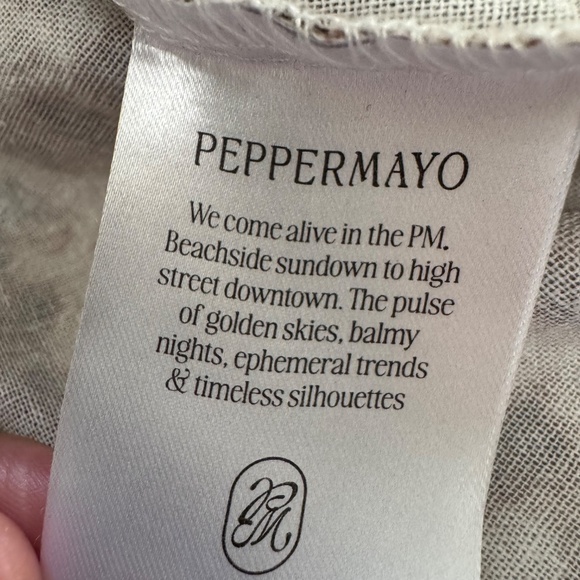 PEPPERMAYO
We come alive in the PM.
Beachside sundown to high
street downtown. The pulse
of golden skies, balmy
nights, ephemeral trends
& timeless silhouettes
PM